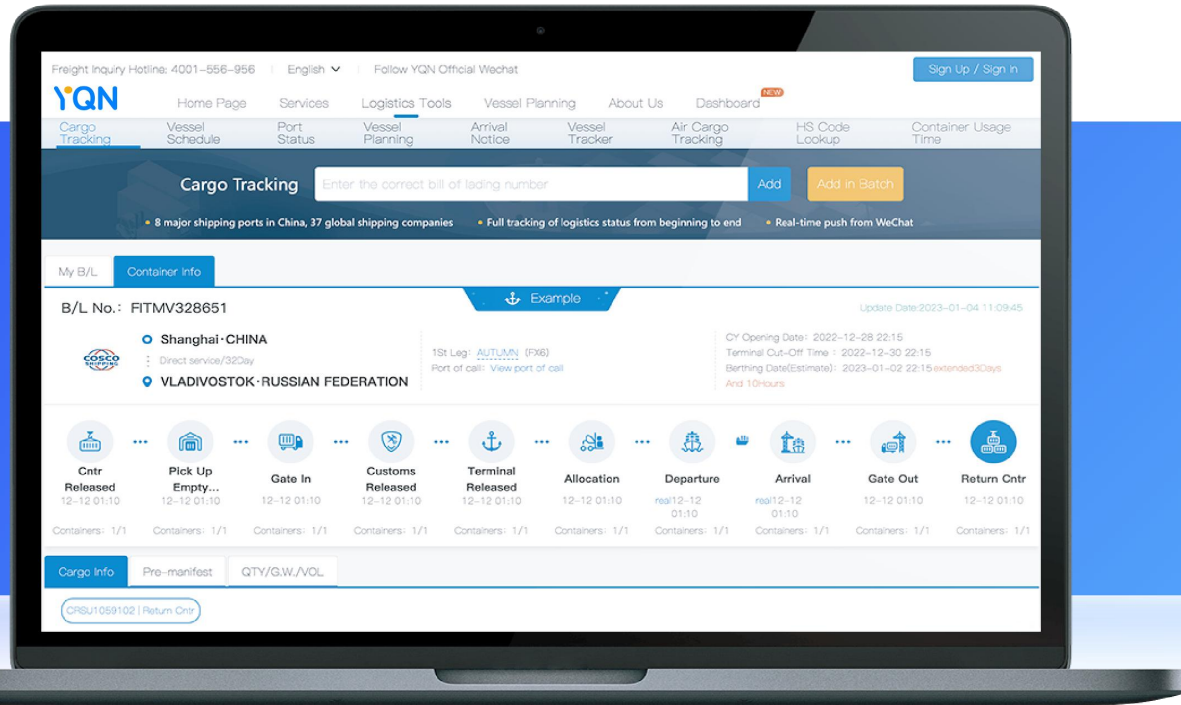 Freight Inquiry Hotline: 4001-556-956 English Follow YQN Official Wechat Sign Up / Sign In
YQN Home Page Services Logistics Tools Vessel Planning About Us Dashboard NEW
Cargo Tracking Vessel Schedule Port Status Vessel Planning Arrival Notice Vessel Tracker Air Cargo Tracking HS Code Lookup Container Usage Time
Cargo Tracking Enter the correct bill of lading number Add Add in Batch
• 8 major shipping ports in China, 37 global shipping companies • Full tracking of logistics status from beginning to end • Real-time push from WeChat
My B/L Container Info
Example
B/L No.: FITMV328651 Update Date:2023-01-04 11:09:45
COSCO SHIPPING
Shanghai·CHINA
Direct service/32Day
VLADIVOSTOK·RUSSIAN FEDERATION
1St Leg: AUTUMN (FX6)
Port of call: View port of call
CY Opening Date: 2022-12-28 22:15
Terminal Cut-Off Time : 2022-12-30 22:15
Berthing Date(Estimate): 2023-01-02 22:15 extended3Days
And 10Hours
Cntr Released Pick Up Empty... Gate In Customs Released Terminal Released Allocation Departure Arrival Gate Out Return Cntr
12-12 01:10 12-12 01:10 12-12 01:10 12-12 01:10 12-12 01:10 12-12 01:10 real12-12 01:10 real12-12 01:10 12-12 01:10 12-12 01:10
Containers: 1/1 Containers: 1/1 Containers: 1/1 Containers: 1/1 Containers: 1/1 Containers: 1/1 Containers: 1/1 Containers: 1/1 Containers: 1/1 Containers: 1/1
Cargo Info Pre-manifest QTY/G.W./VOL
CRSU1059102 | Return Cntr